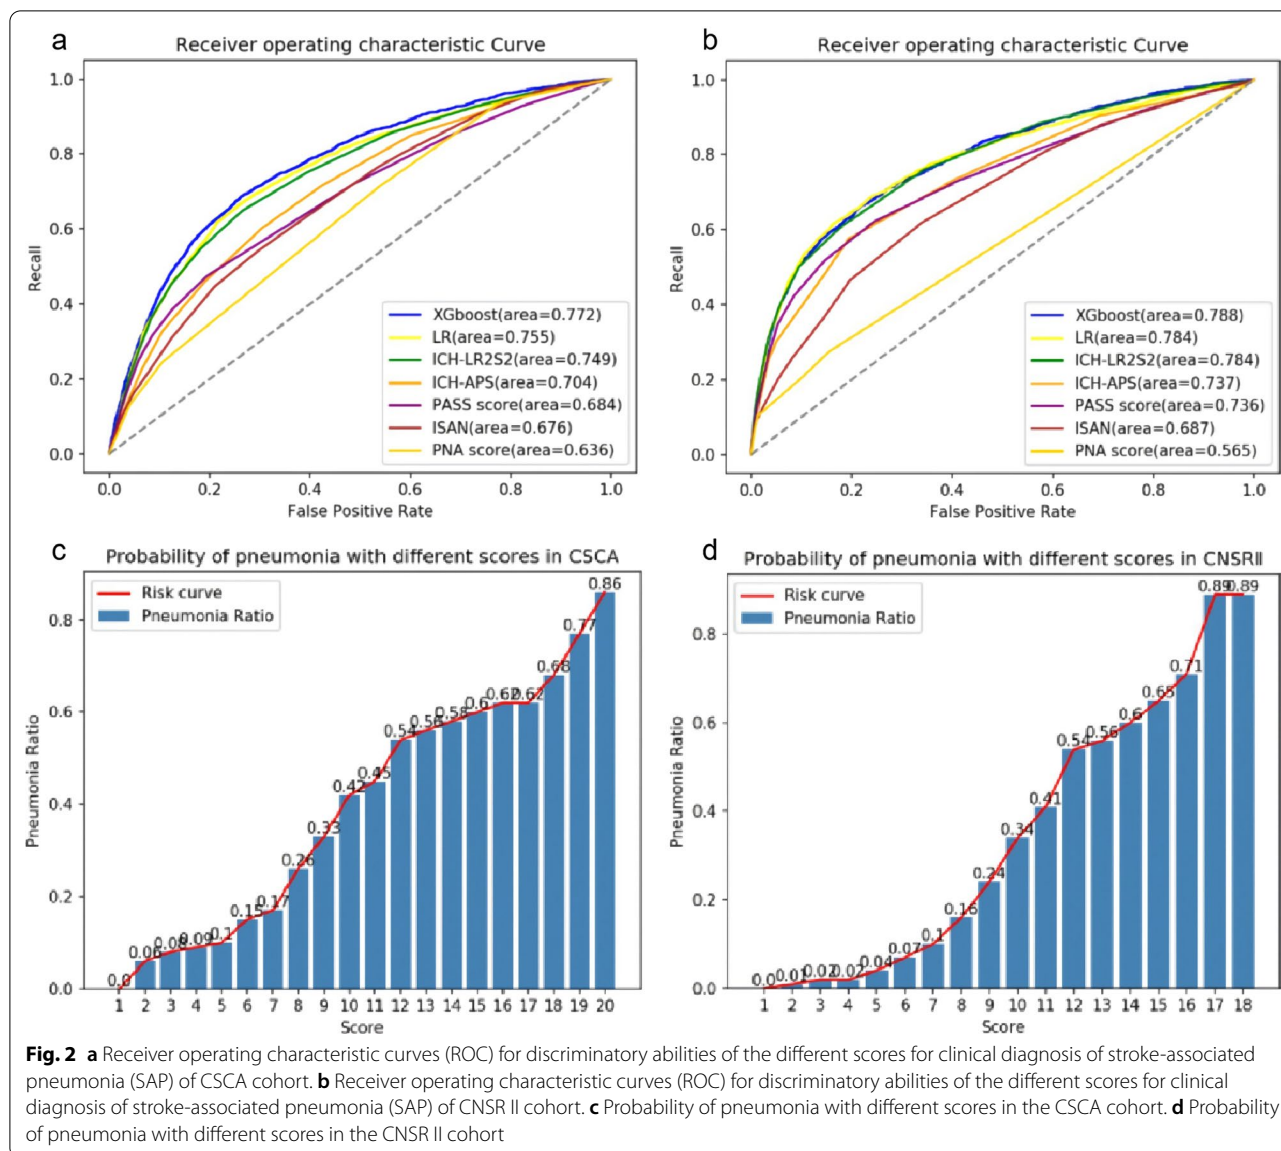 a
Receiver operating characteristic Curve
1.0
0.8
0.6
0.4
0.2
0.0
Recall
XGboost(area=0.772)
LR(area=0.755)
ICH-LR2S2(area=0.749)
ICH-APS(area=0.704)
PASS score(area=0.684)
ISAN(area=0.676)
PNA score(area=0.636)
0.0 0.2 0.4 0.6 0.8 1.0
False Positive Rate
b
Receiver operating characteristic Curve
1.0
0.8
0.6
0.4
0.2
0.0
Recall
XGboost(area=0.788)
LR(area=0.784)
ICH-LR2S2(area=0.784)
ICH-APS(area=0.737)
PASS score(area=0.736)
ISAN(area=0.687)
PNA score(area=0.565)
0.0 0.2 0.4 0.6 0.8 1.0
False Positive Rate
c
Probability of pneumonia with different scores in CSCA
Risk curve
Pneumonia Ratio
0.8
0.6
0.4
0.2
0.0
Pneumonia Ratio
0.0 0.06 0.08 0.09 0.1 0.15 0.17 0.26 0.33 0.42 0.45 0.54 0.56 0.58 0.6 0.62 0.62 0.68 0.77 0.86
1 2 3 4 5 6 7 8 9 10 11 12 13 14 15 16 17 18 19 20
Score
d
Probability of pneumonia with different scores in CNSRII
Risk curve
Pneumonia Ratio
0.8
0.6
0.4
0.2
0.0
Pneumonia Ratio
0.0 0.01 0.02 0.02 0.04 0.07 0.1 0.16 0.24 0.34 0.41 0.54 0.56 0.6 0.65 0.71 0.89 0.89
1 2 3 4 5 6 7 8 9 10 11 12 13 14 15 16 17 18
Score
Fig. 2 a Receiver operating characteristic curves (ROC) for discriminatory abilities of the different scores for clinical diagnosis of stroke-associated
pneumonia (SAP) of CSCA cohort. b Receiver operating characteristic curves (ROC) for discriminatory abilities of the different scores for clinical
diagnosis of stroke-associated pneumonia (SAP) of CNSR II cohort. c Probability of pneumonia with different scores in the CSCA cohort. d Probability
of pneumonia with different scores in the CNSR II cohort